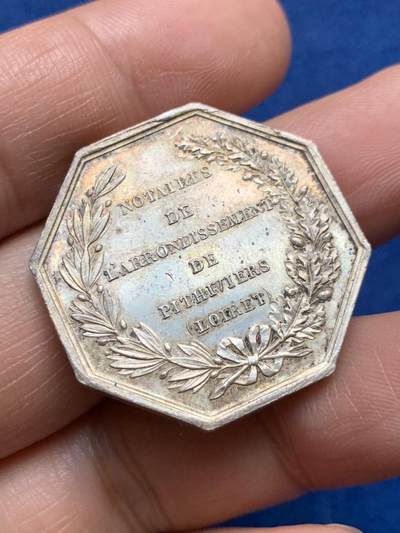 NOTAIRES
DE
L'ARRONDISSEMENT
DE
PITHIVIERS
(LOIRET)